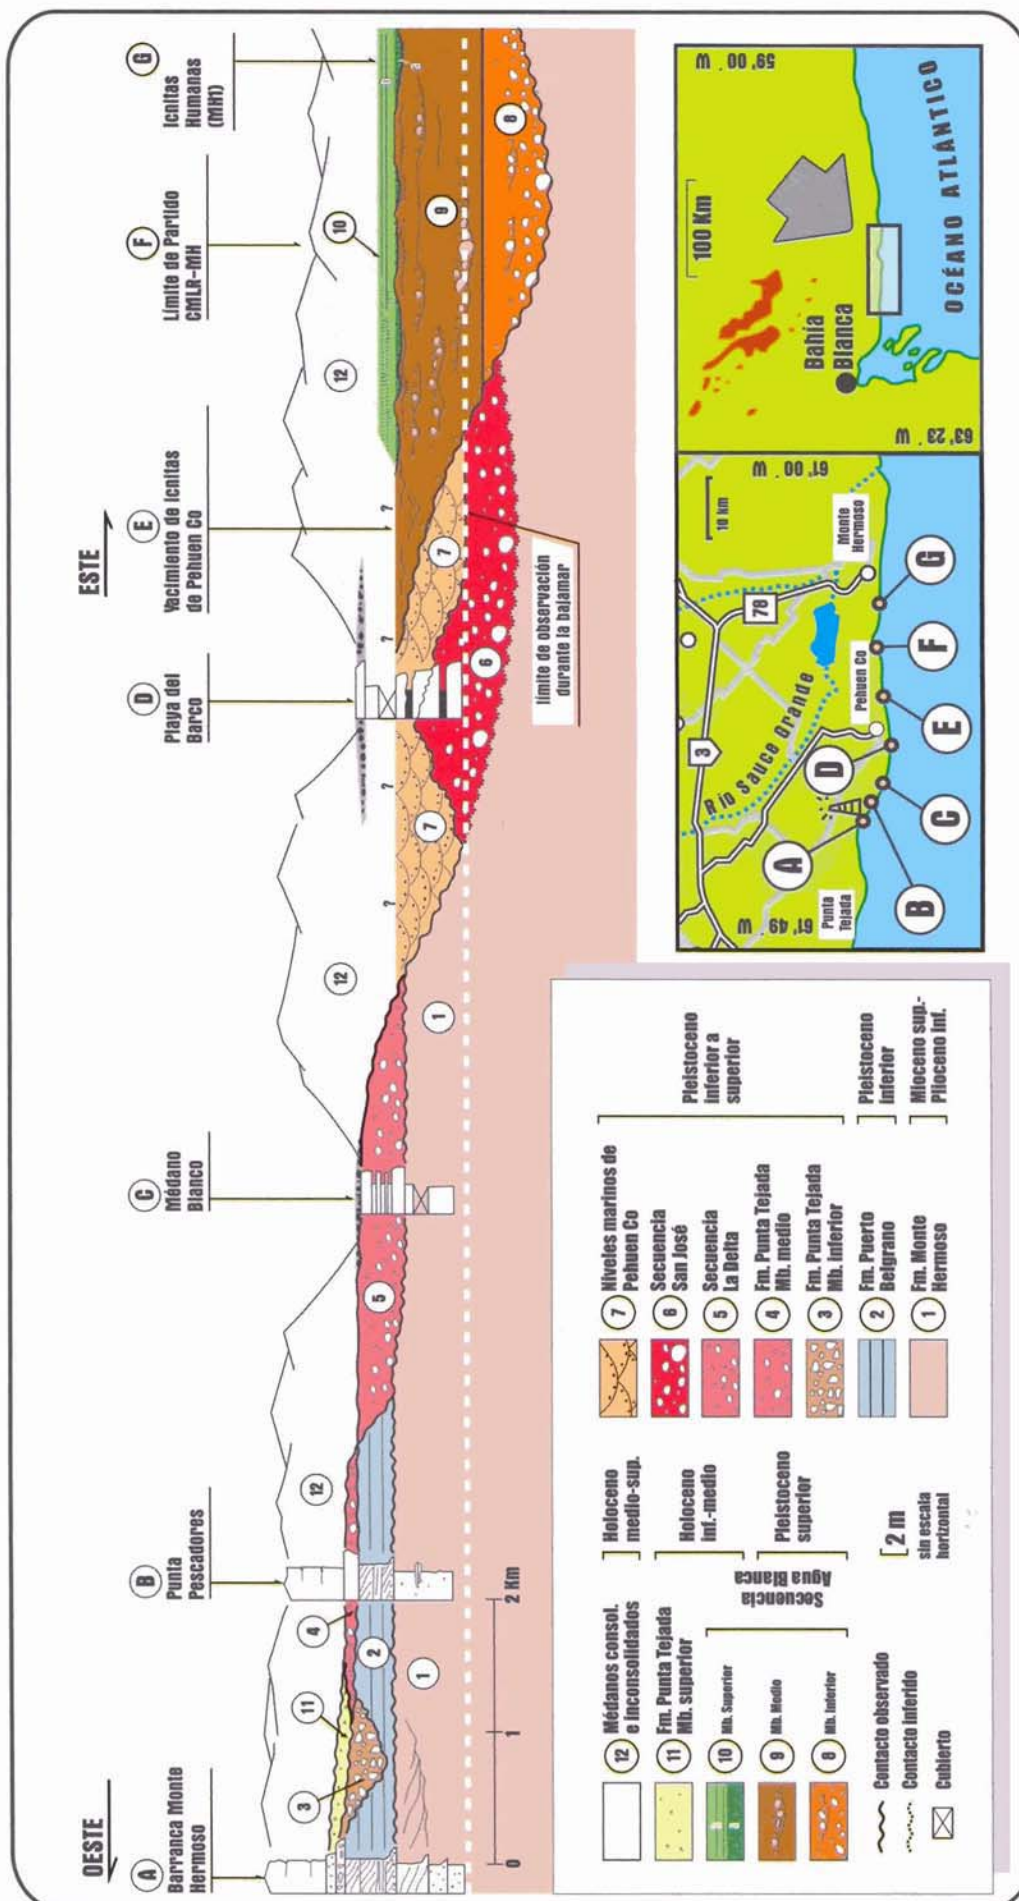 OESTE
ESTE
A
Barranca Monte
Hermoso
B
Punta
Pescadores
C
Médano
Blanco
D
Playa del
Barco
E
Yacimiento de Icnitas
de Pehuen Co
F
Límite de Partido
CMLR-MH
G
Icnitas
Humanas
(MH1)
11
4
3
2
1
12
5
12
1
?
7
?
6
?
7
?
12
10
9
8
0
1
2 Km
límite de observación
durante la bajamar
12
Médanos consol.
e inconsolidados
Holoceno
medio-sup.
11
Fm. Punta Tejada
Mb. superior
Holoceno
inf.-medio
10
Mb. Superior
9
Mb. Medio
8
Mb. Inferior
Secuencia
Agua Blanca
Pleistoceno
superior
Contacto observado
Contacto inferido
Cubierto
2 m
sin escala
horizontal
7
Niveles marinos de
Pehuen Co
6
Secuencia
San José
5
Secuencia
La Delta
4
Fm. Punta Tejada
Mb. medio
3
Fm. Punta Tejada
Mb. Inferior
Pleistoceno
inferior a
superior
2
Fm. Puerto
Belgrano
Pleistoceno
inferior
1
Fm. Monte
Hermoso
Mioceno sup.-
Plioceno inf.
61°49´ W
61°00´ W
10 km
3
78
Río Sauce Grande
Monte
Hermoso
Pehuen Co
Punta
Tejada
A
B
C
D
E
F
G
63°23´ W
59°00´ W
100 Km
Bahía
Blanca
OCÉANO ATLÁNTICO